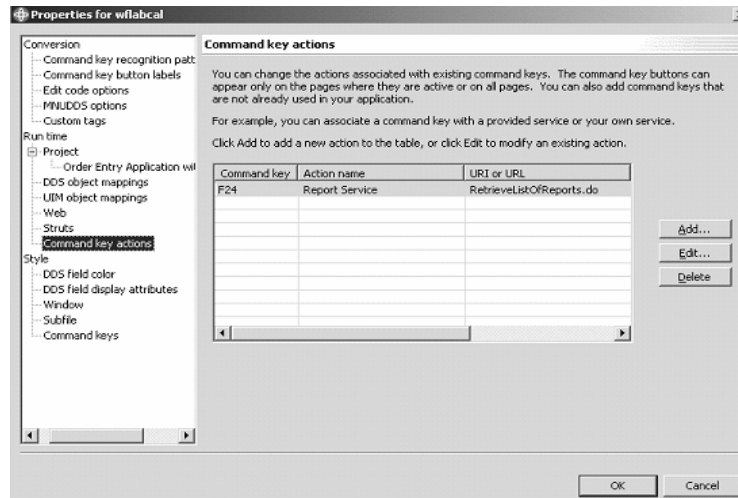 Properties for wflabcal
Conversion
Command key recognition patt
Command key button labels
Edit code options
MNUDDS options
Custom tags
Run time
Project
Order Entry Application wil
DDS object mappings
UIM object mappings
Web
Struts
Command key actions
Style
DDS field color
DDS field display attributes
Window
Subfile
Command keys
Command key actions
You can change the actions associated with existing command keys. The command key buttons can
appear only on the pages where they are active or on all pages. You can also add command keys that
are not already used in your application.
For example, you can associate a command key with a provided service or your own service.
Click Add to add a new action to the table, or click Edit to modify an existing action.
Command key Action name URI or URL
F24 Report Service RetrieveListOfReports.do
Add...
Edit...
Delete
OK Cancel